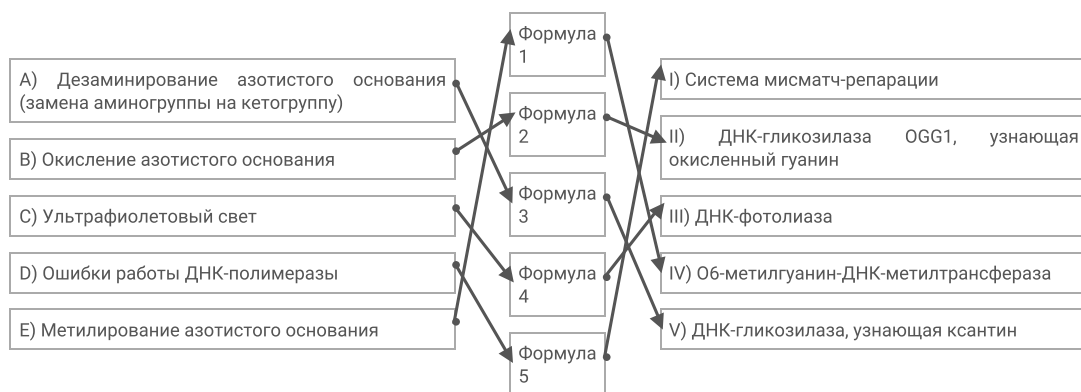 A) Дезаминирование азотистого основания
(замена аминогруппы на кетогруппу)
B) Окисление азотистого основания
C) Ультрафиолетовый свет
D) Ошибки работы ДНК-полимеразы
E) Метилирование азотистого основания
Формула
1
Формула
2
Формула
3
Формула
4
Формула
5
I) Система мисматч-репарации
II) ДНК-гликозилаза OGG1, узнающая
окисленный гуанин
III) ДНК-фотолиаза
IV) О6-метилгуанин-ДНК-метилтрансфераза
V) ДНК-гликозилаза, узнающая ксантин